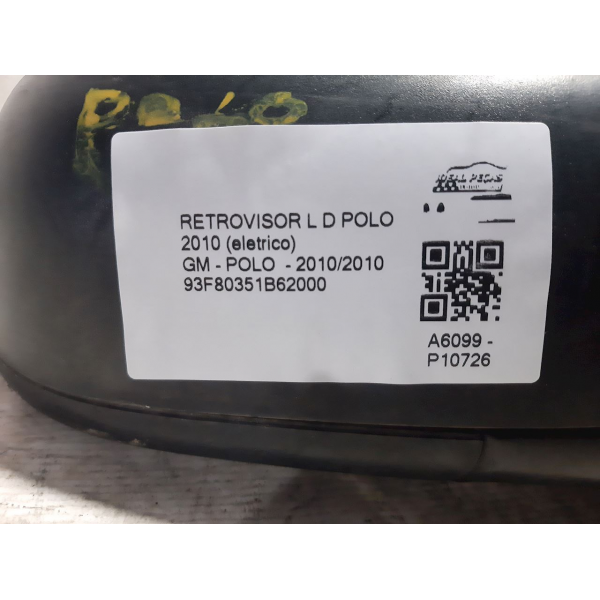 POLO
IDEAL PEÇAS
RETROVISOR L D POLO
2010 (eletrico)
GM - POLO - 2010/2010
93F80351B62000
A6099 -
P10726